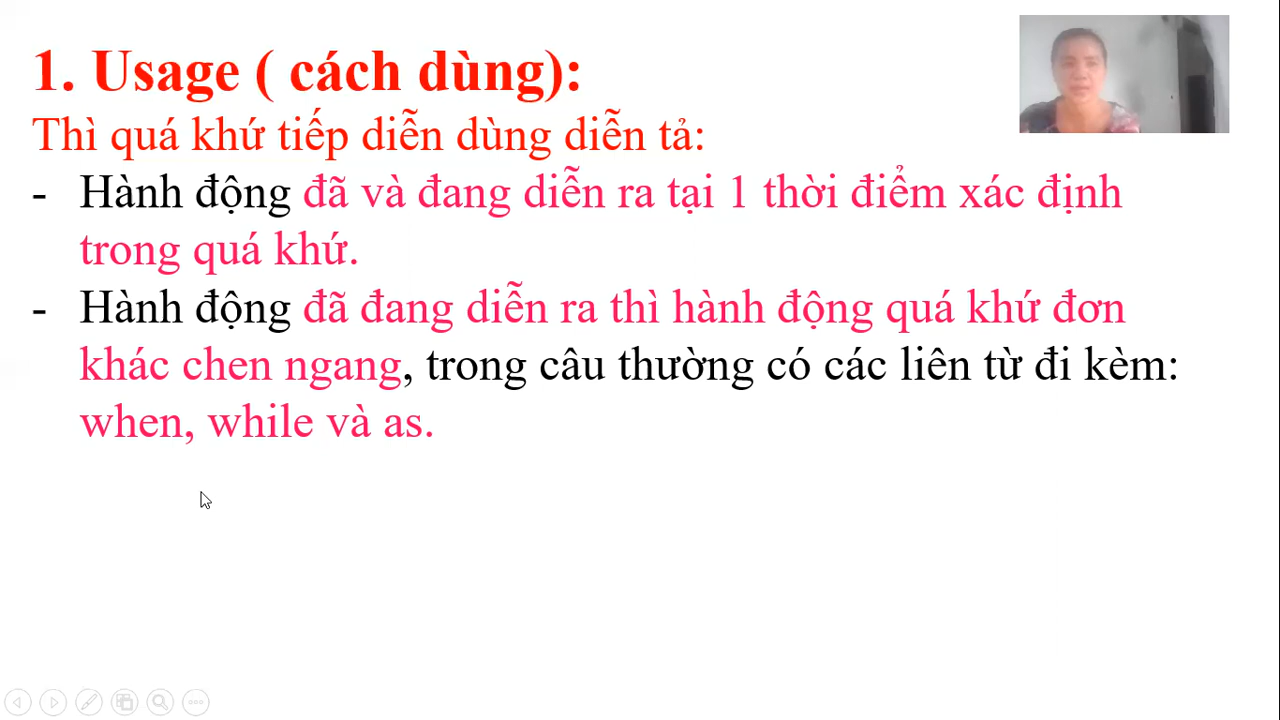 1. Usage ( cách dùng):
Thì quá khứ tiếp diễn dùng diễn tả:
- Hành động đã và đang diễn ra tại 1 thời điểm xác định
trong quá khứ.
- Hành động đã đang diễn ra thì hành động quá khứ đơn
khác chen ngang, trong câu thường có các liên từ đi kèm:
when, while và as.